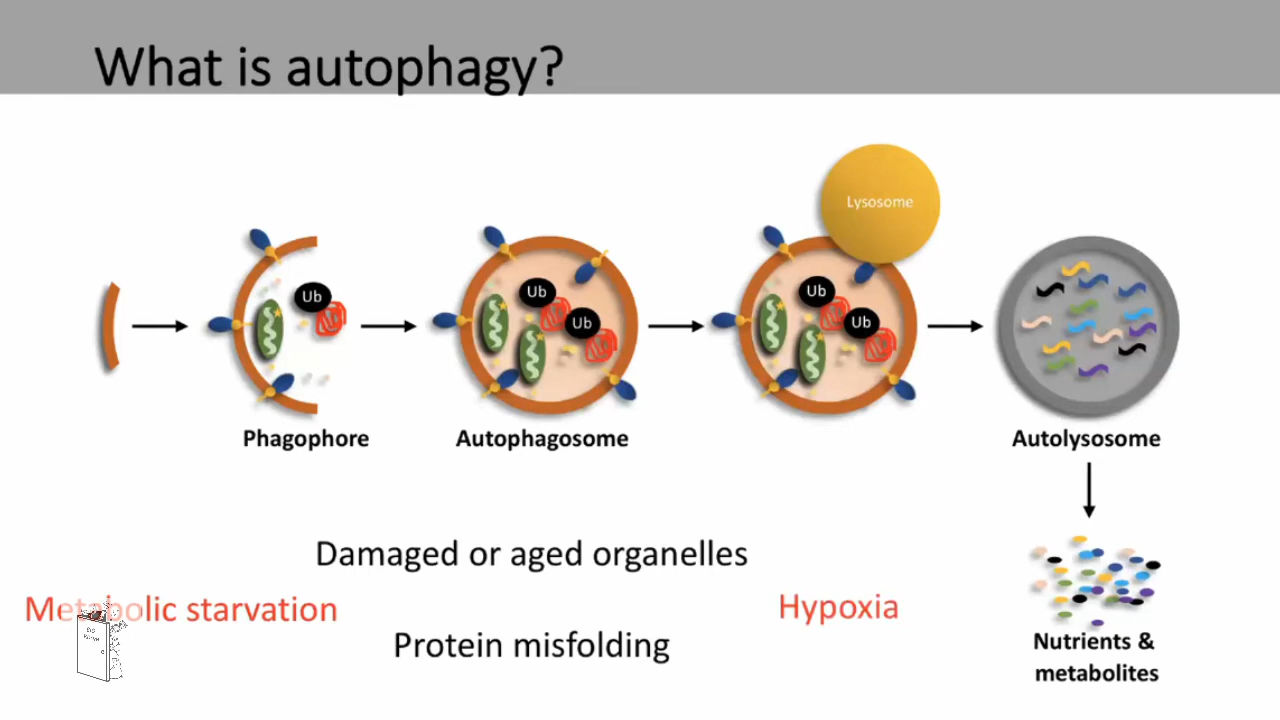 What is autophagy?
Lysosome
Ub
Ub
Ub
Ub
Ub
Phagophore
Autophagosome
Autolysosome
Damaged or aged organelles
Metabolic starvation
Hypoxia
Protein misfolding
Nutrients &
metabolites